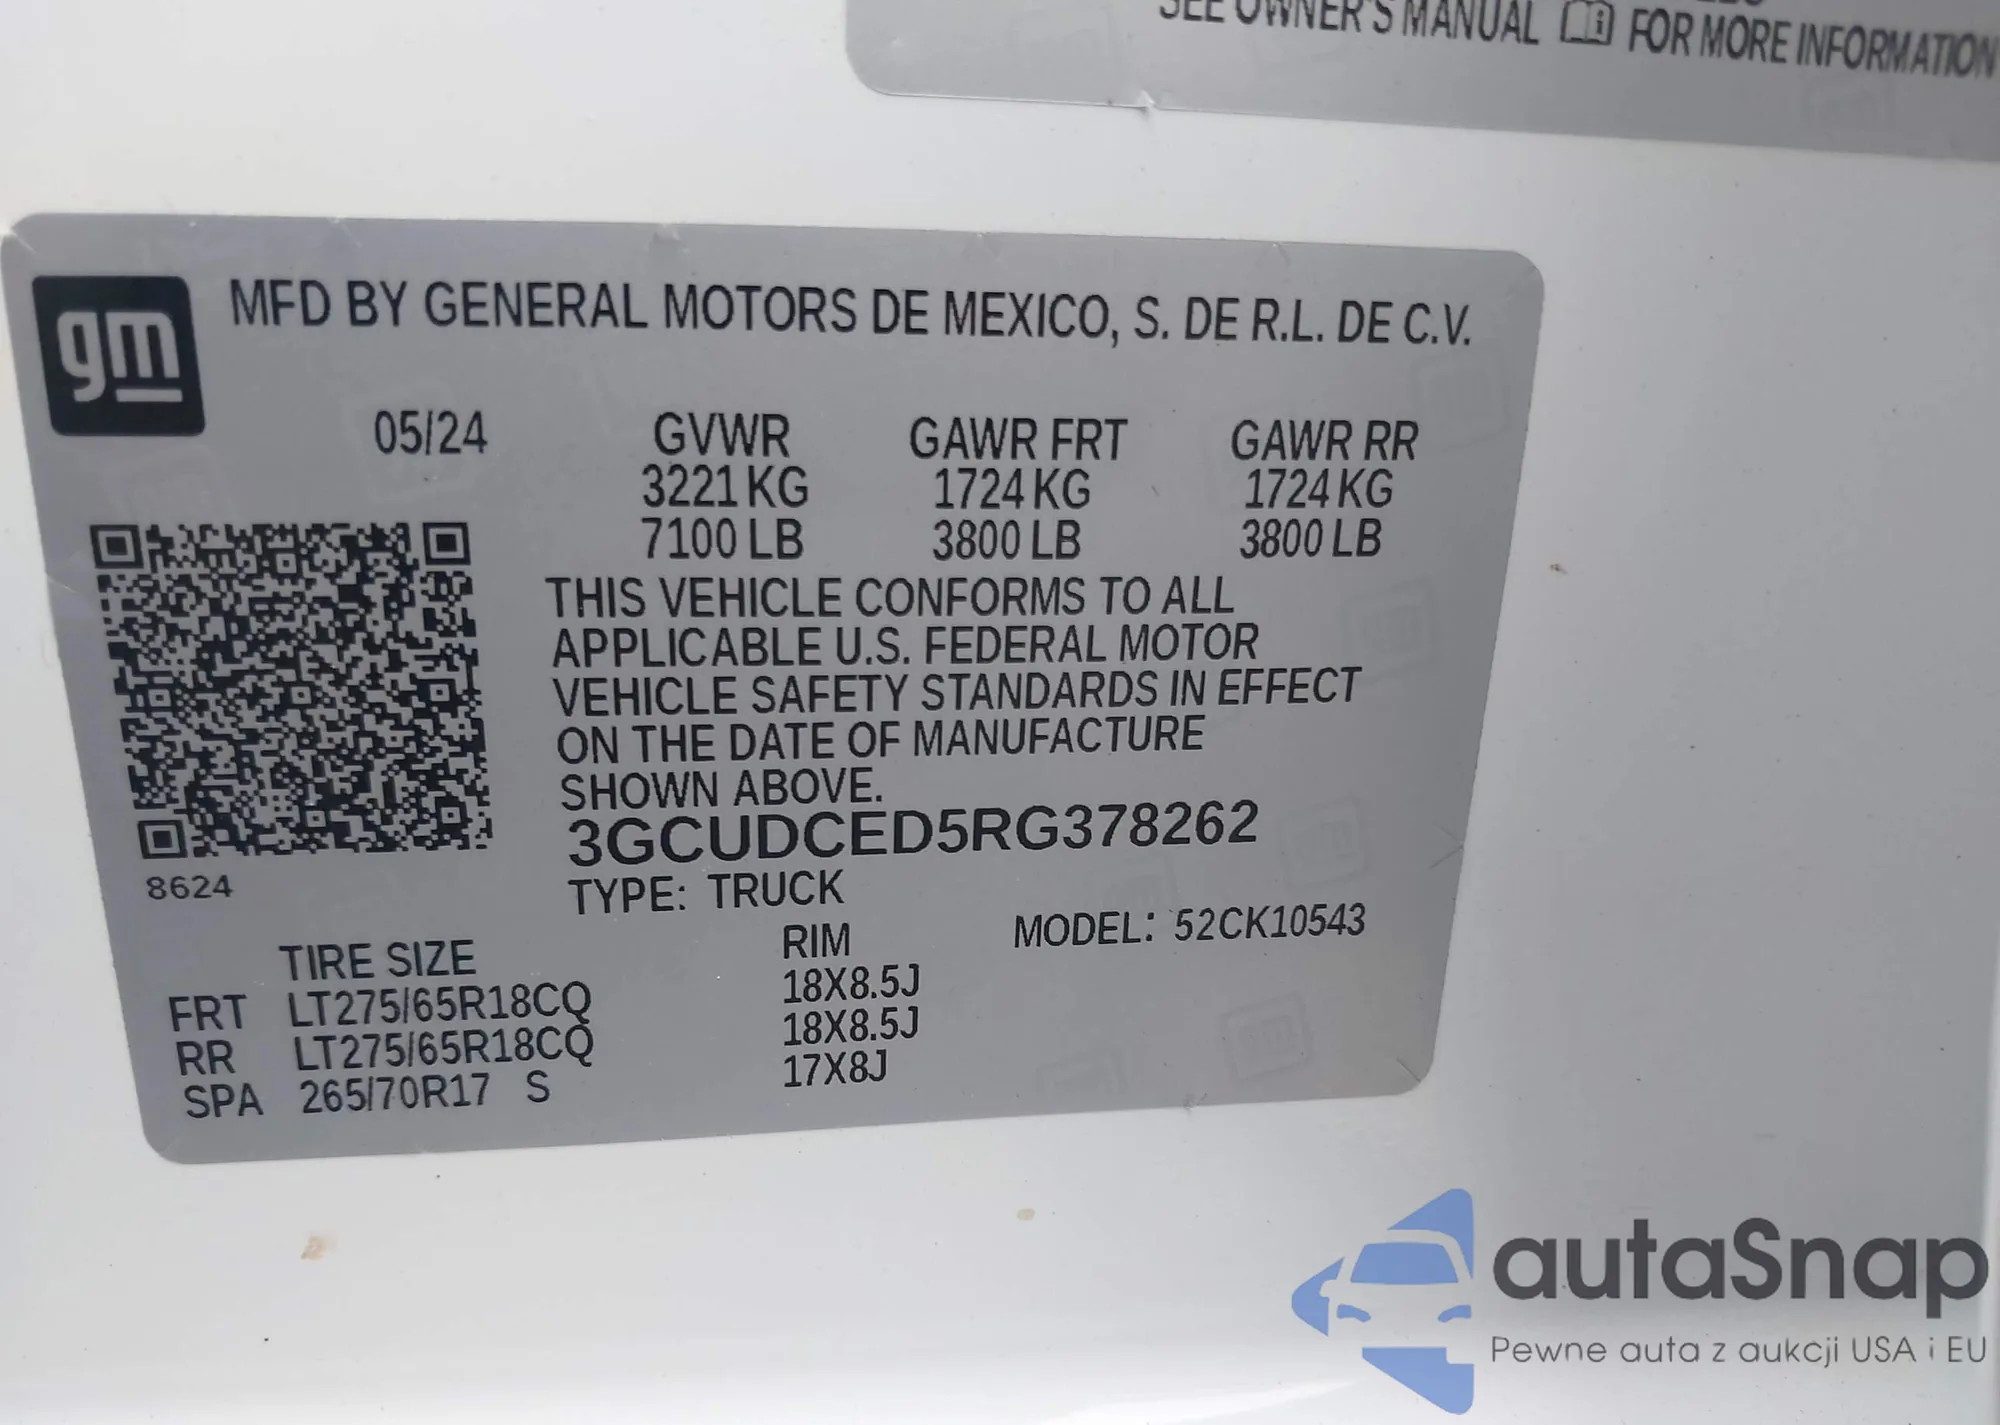 SEE OWNER'S MANUAL FOR MORE INFORMATION
gm
MFD BY GENERAL MOTORS DE MEXICO, S. DE R.L. DE C.V.
05/24 GVWR GAWR FRT GAWR RR
3221 KG 1724 KG 1724 KG
7100 LB 3800 LB 3800 LB
THIS VEHICLE CONFORMS TO ALL
APPLICABLE U.S. FEDERAL MOTOR
VEHICLE SAFETY STANDARDS IN EFFECT
ON THE DATE OF MANUFACTURE
SHOWN ABOVE.
3GCUDCED5RG378262
8624
TYPE: TRUCK
MODEL: 52CK10543
TIRE SIZE RIM
FRT LT275/65R18CQ 18X8.5J
RR LT275/65R18CQ 18X8.5J
SPA 265/70R17 S 17X8J
autaSnap
Pewne auta z aukcji USA i EU